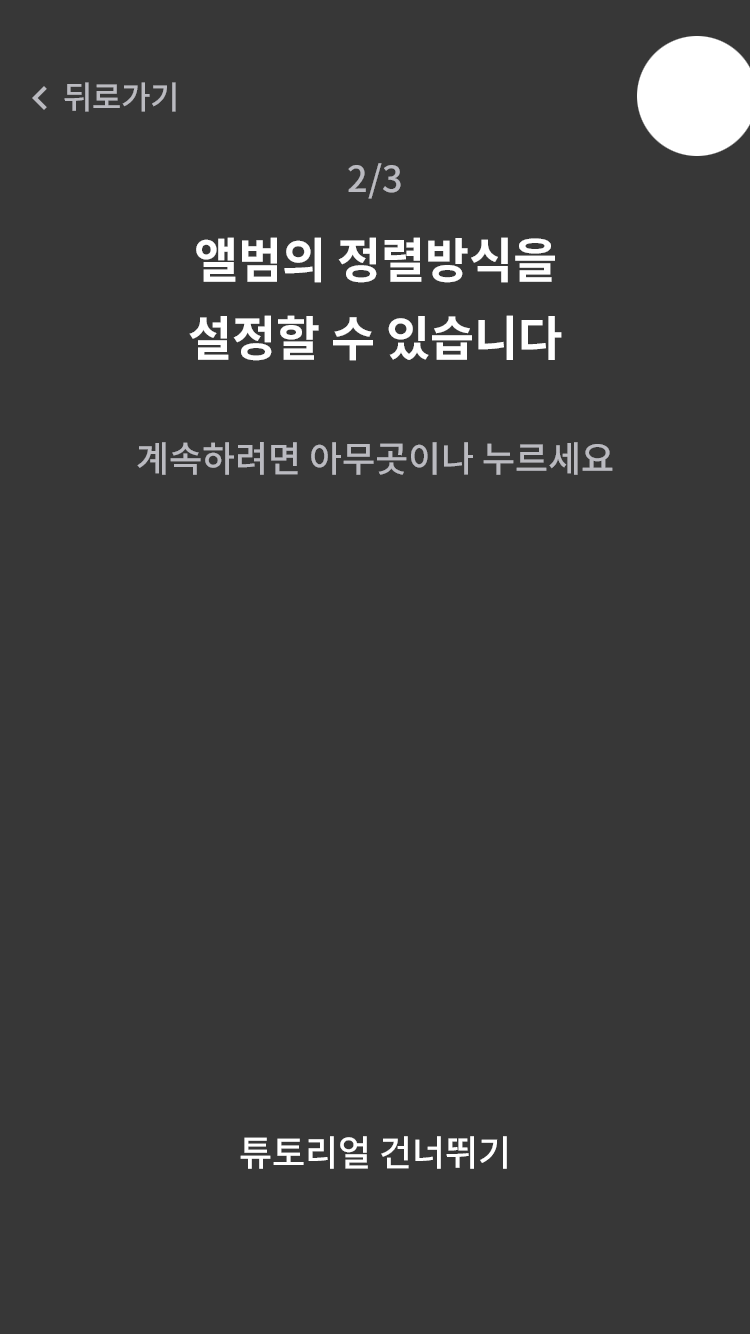 뒤로가기
2/3
앨범의 정렬방식을
설정할 수 있습니다
계속하려면 아무곳이나 누르세요
튜토리얼 건너뛰기